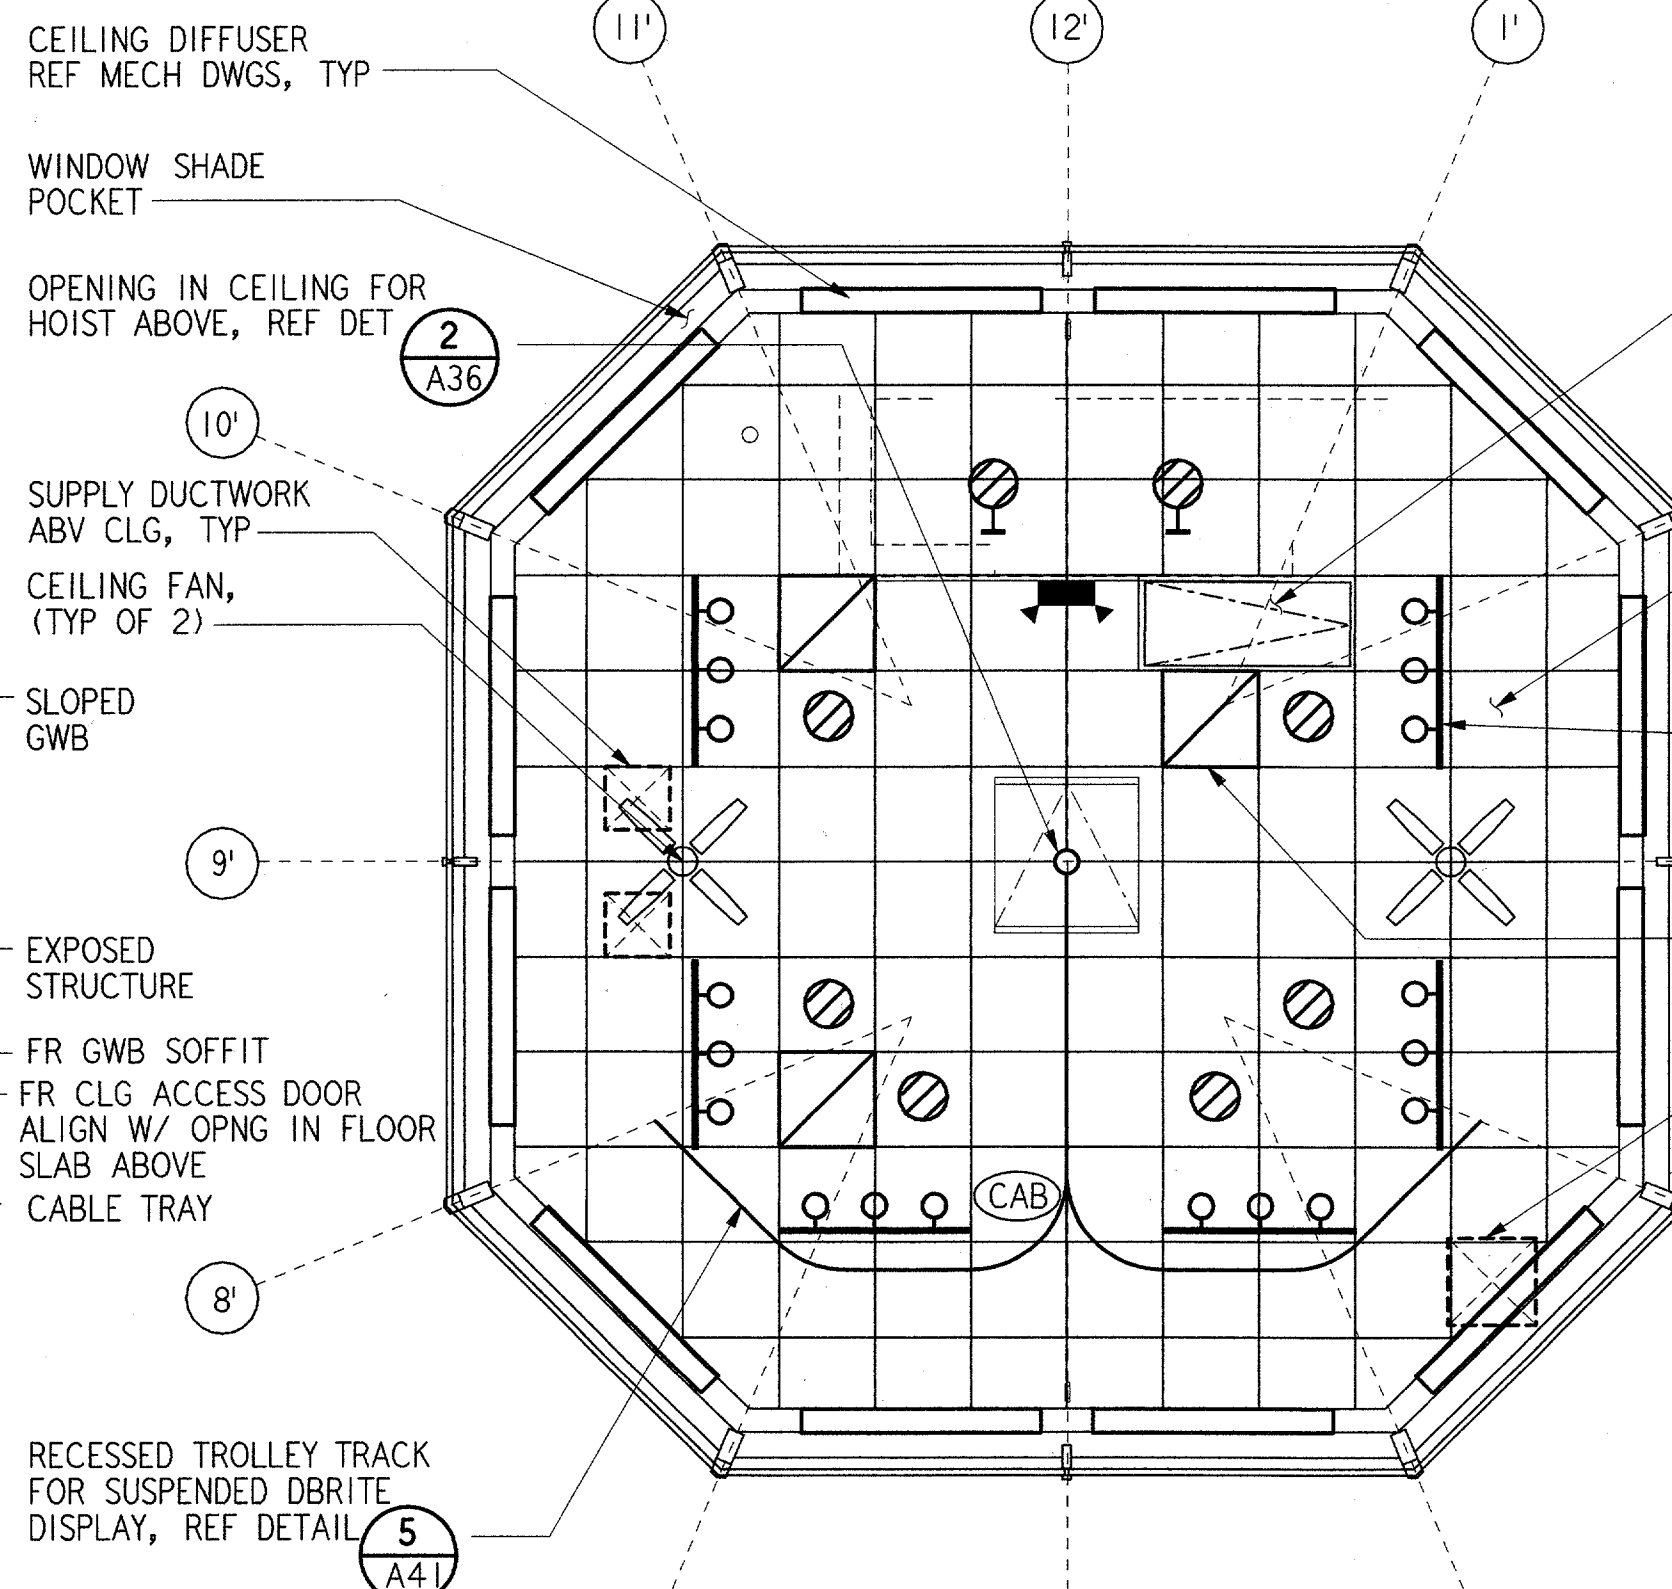 11'
12'
1'
CEILING DIFFUSER
REF MECH DWGS, TYP
WINDOW SHADE
POCKET
OPENING IN CEILING FOR
HOIST ABOVE, REF DET
2
A36
10'
SUPPLY DUCTWORK
ABV CLG, TYP
CEILING FAN,
(TYP OF 2)
SLOPED
GWB
9'
EXPOSED
STRUCTURE
FR GWB SOFFIT
FR CLG ACCESS DOOR
ALIGN W/ OPNG IN FLOOR
SLAB ABOVE
CABLE TRAY
CAB
8'
RECESSED TROLLEY TRACK
FOR SUSPENDED DBRITE
DISPLAY, REF DETAIL
5
A41